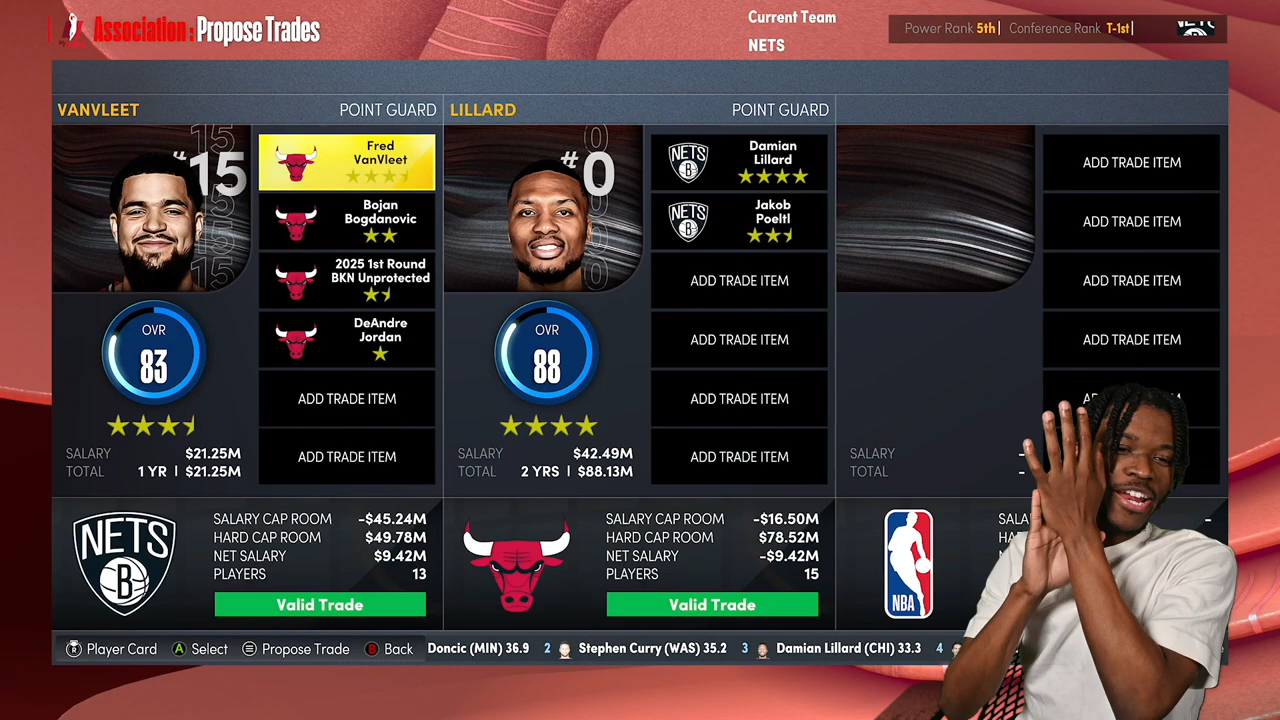 Association : Propose Trades
Current Team
NETS
Power Rank 5th | Conference Rank T-1st |
VANVLEET POINT GUARD
#15
Fred VanVleet
Bojan Bogdanovic
2025 1st Round BKN Unprotected
DeAndre Jordan
ADD TRADE ITEM
ADD TRADE ITEM
OVR
83
SALARY $21.25M
TOTAL 1 YR | $21.25M
LILLARD POINT GUARD
#0
Damian Lillard
Jakob Poeltl
ADD TRADE ITEM
ADD TRADE ITEM
ADD TRADE ITEM
ADD TRADE ITEM
OVR
88
SALARY $42.49M
TOTAL 2 YRS | $88.13M
ADD TRADE ITEM
ADD TRADE ITEM
ADD TRADE ITEM
ADD TRADE ITEM
SALARY -
TOTAL -
NETS
B
SALARY CAP ROOM -$45.24M
HARD CAP ROOM $49.78M
NET SALARY $9.42M
PLAYERS 13
Valid Trade
SALARY CAP ROOM -$16.50M
HARD CAP ROOM $78.52M
NET SALARY -$9.42M
PLAYERS 15
Valid Trade
NBA
Player Card A Select Propose Trade B Back
Doncic (MIN) 36.9 2 Stephen Curry (WAS) 35.2 3 Damian Lillard (CHI) 33.3 4